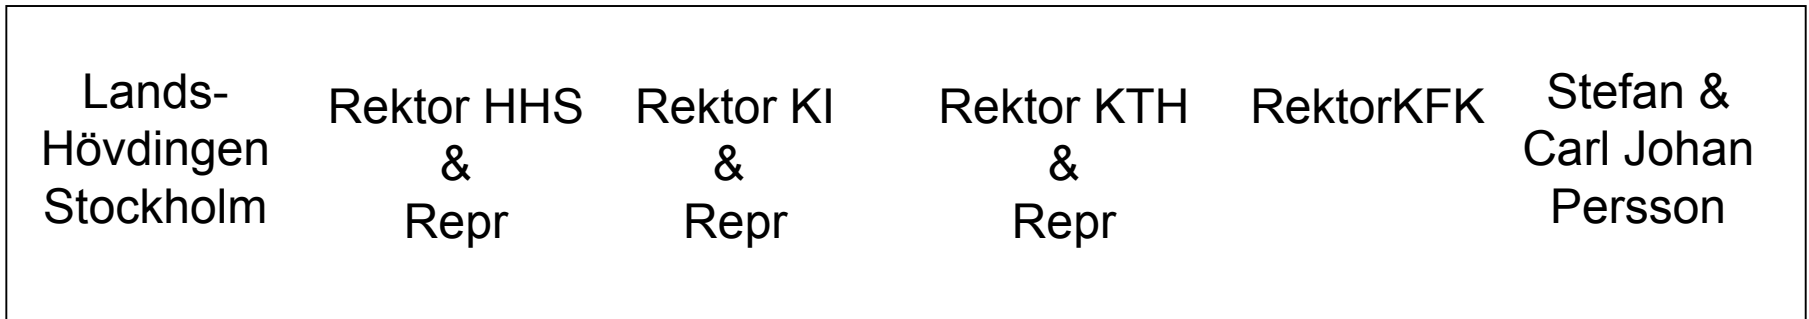 Lands-
Hövdingen
Stockholm
Rektor HHS
&
Repr
Rektor KI
&
Repr
Rektor KTH
&
Repr
RektorKFK
Stefan &
Carl Johan
Persson